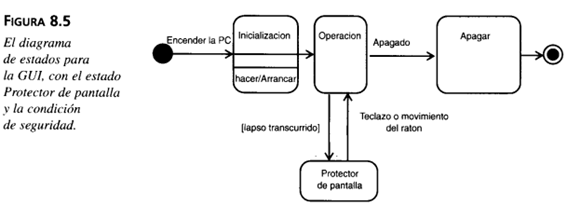 FIGURA 8.5
El diagrama
de estados para
la GUI, con el estado
Protector de pantalla
y la condición
de seguridad.
Encender la PC
Inicializacion
hacer/Arrancar
Operacion
Apagado
Apagar
[lapso transcurrido]
Teclazo o movimiento
del raton
Protector
de pantalla